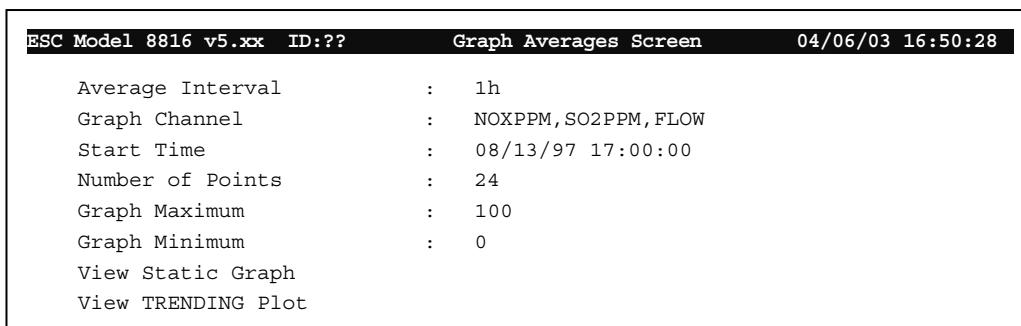 ESC Model 8816 v5.xx ID:?? Graph Averages Screen 04/06/03 16:50:28
Average Interval : 1h
Graph Channel : NOXPPM,SO2PPM,FLOW
Start Time : 08/13/97 17:00:00
Number of Points : 24
Graph Maximum : 100
Graph Minimum : 0
View Static Graph
View TRENDING Plot